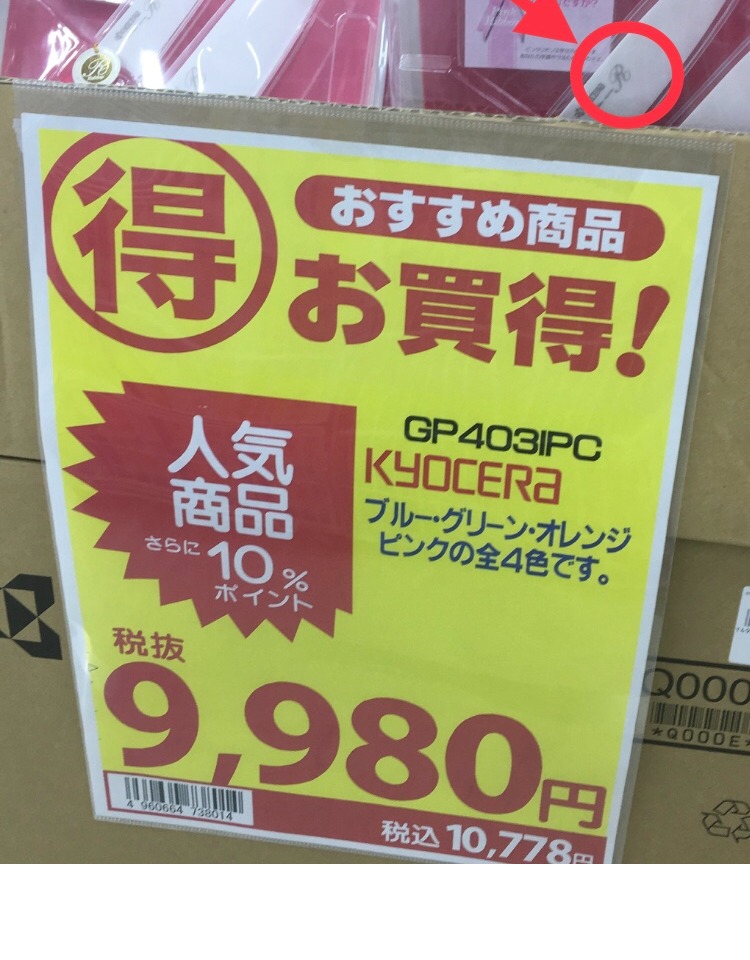 得
おすすめ商品
お買得!
人気
商品
さらに
10%
ポイント
GP403IPC
KYOCERa
ブルー・グリーン・オレンジ
ピンクの全4色です。
税抜
9,980円
4 960664 738014
税込 10,778円
Q000
*Q000E*